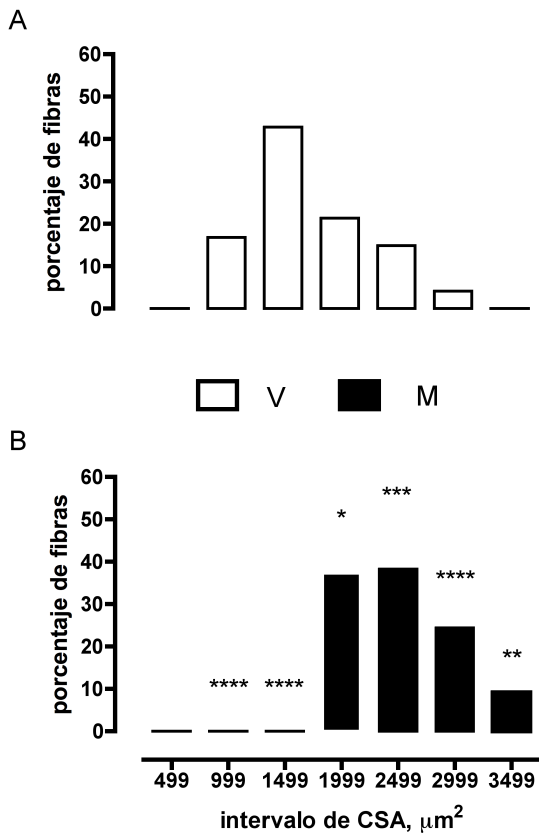 A
porcentaje de fibras
60
50
40
30
20
10
0
V
M
B
porcentaje de fibras
60
50
40
30
20
10
0
**** **** * *** **** **
499 999 1499 1999 2499 2999 3499
intervalo de CSA, μm²